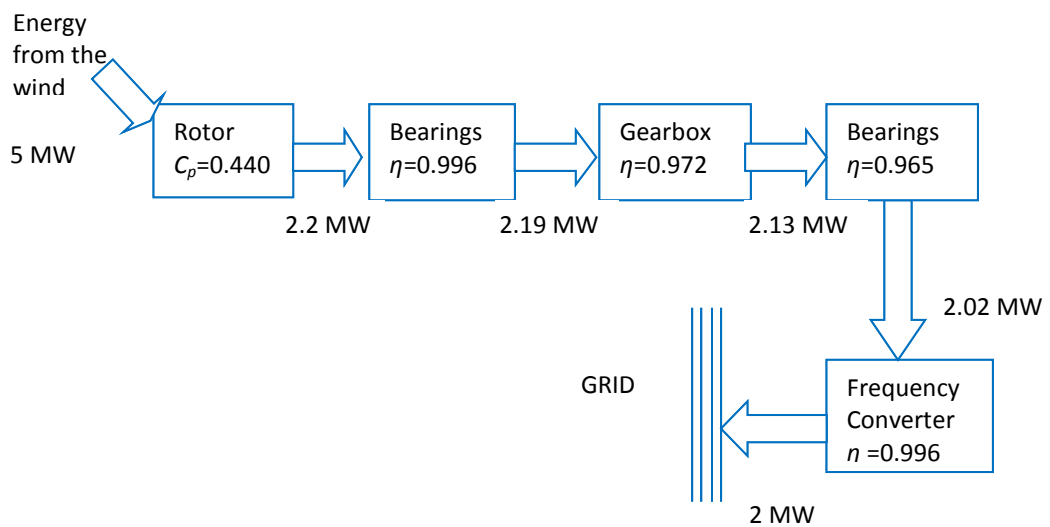 Energy
from the
wind
5 MW
Rotor
Cp=0.440
Bearings
η=0.996
Gearbox
η=0.972
Bearings
η=0.965
2.2 MW
2.19 MW
2.13 MW
2.02 MW
GRID
Frequency
Converter
n =0.996
2 MW